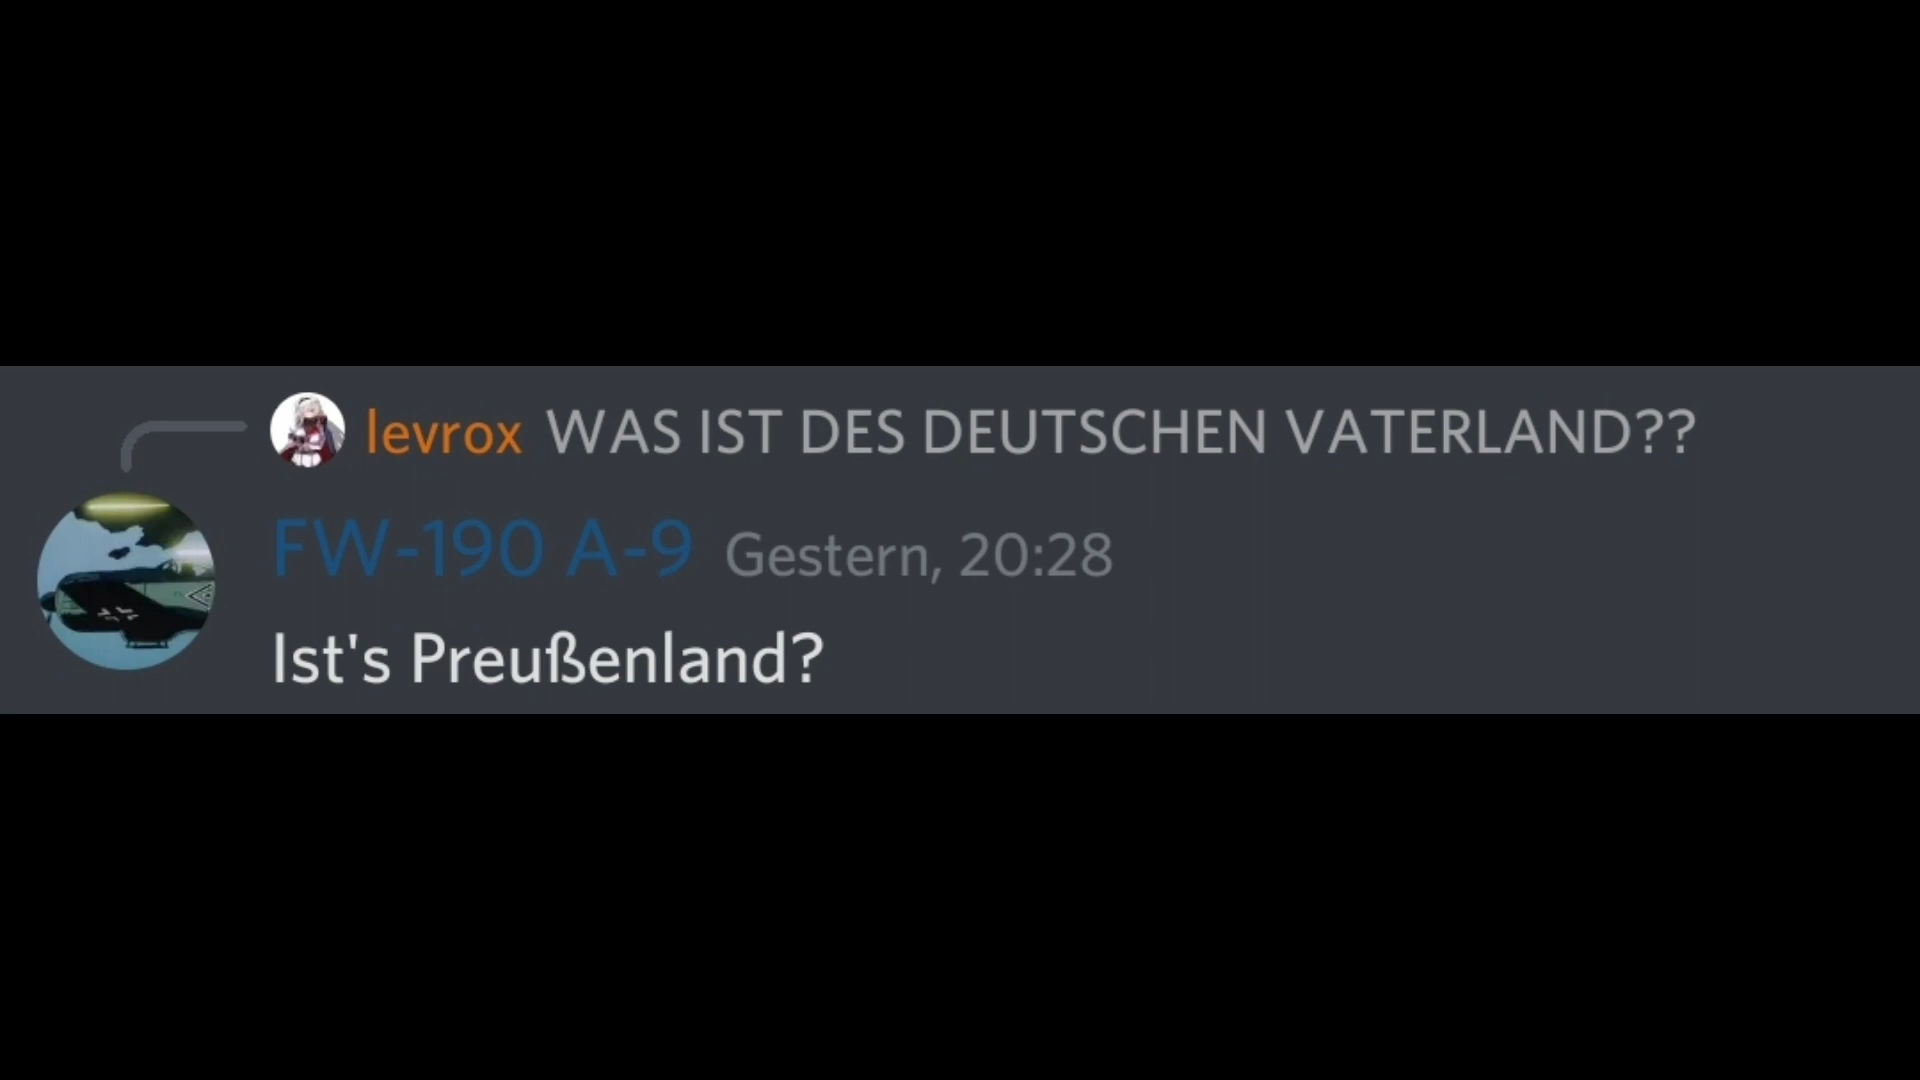 levrox WAS IST DES DEUTSCHEN VATERLAND??
FW-190 A-9 Gestern, 20:28
Ist's Preußenland?